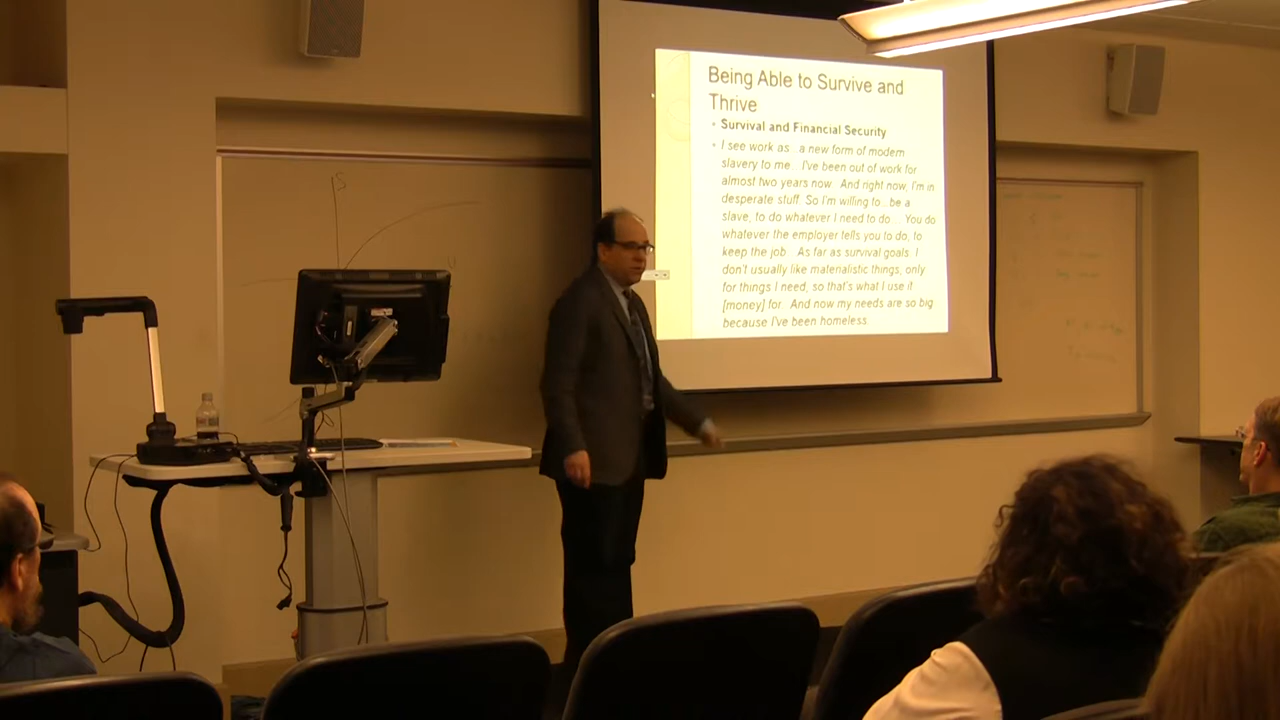 Being Able to Survive and
Thrive
• Survival and Financial Security
• I see work as...a new form of modern
slavery to me... I've been out of work for
almost two years now. And right now, I'm in
desperate stuff. So I'm willing to...be a
slave, to do whatever I need to do.... You do
whatever the employer tells you to do, to
keep the job... As far as survival goals: I
don't usually like materialistic things, only
for things I need, so that's what I use it
[money] for. And now my needs are so big
because I've been homeless.